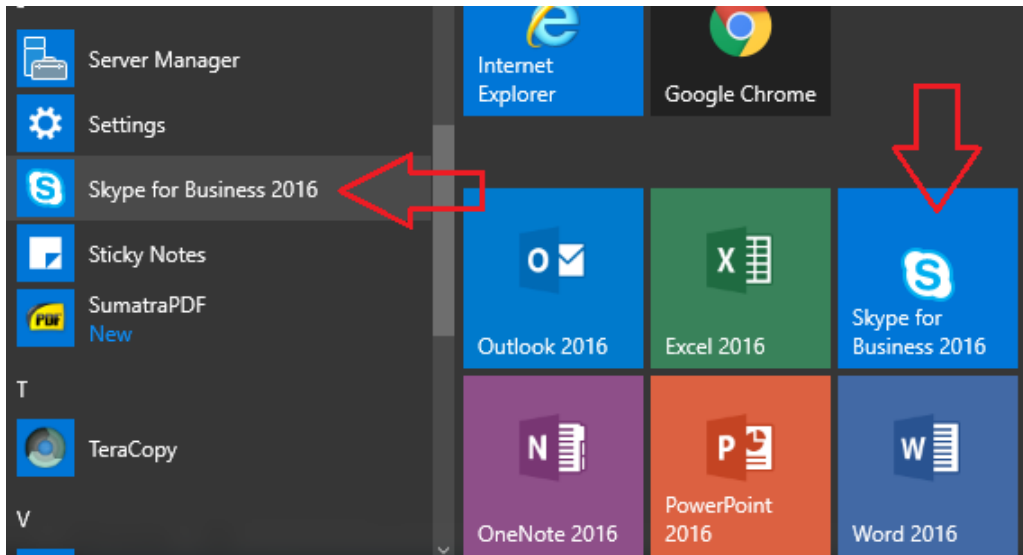 Server Manager
Settings
Skype for Business 2016
Sticky Notes
SumatraPDF
New
T
TeraCopy
V
Internet
Explorer
Google Chrome
Outlook 2016
Excel 2016
Skype for
Business 2016
OneNote 2016
PowerPoint
2016
Word 2016